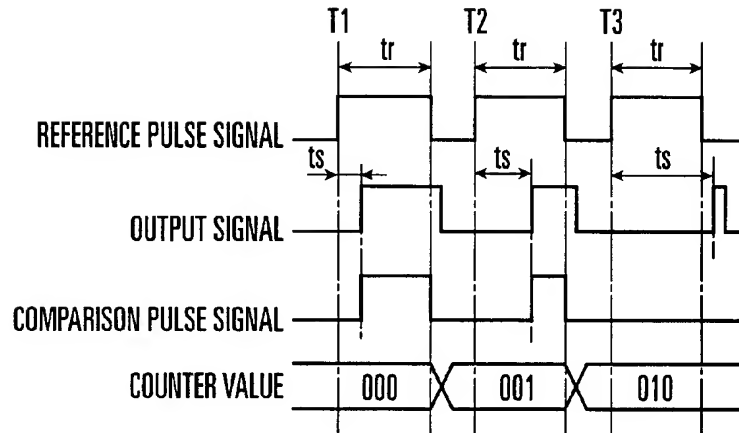 T1 T2 T3
tr tr tr
REFERENCE PULSE SIGNAL
ts ts ts
OUTPUT SIGNAL
COMPARISON PULSE SIGNAL
COUNTER VALUE 000 001 010